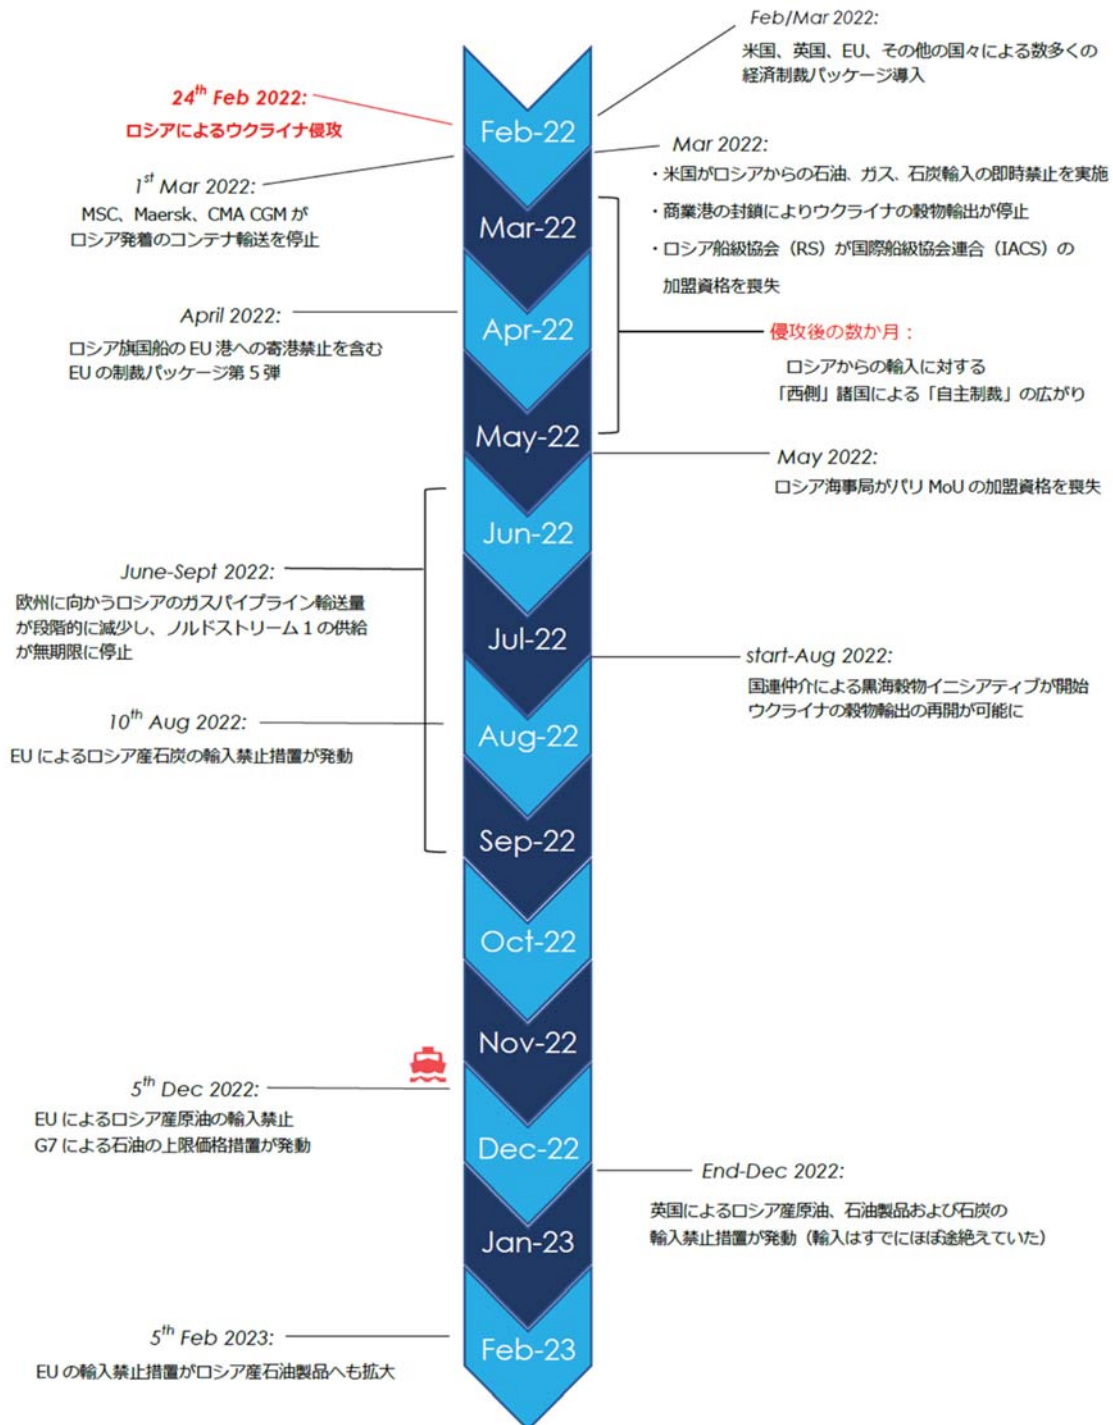 Feb/Mar 2022:
米国、英国、EU、その他の国々による数多くの
経済制裁パッケージ導入
24th Feb 2022:
ロシアによるウクライナ侵攻
Feb-22
Mar 2022:
・米国がロシアからの石油、ガス、石炭輸入の即時禁止を実施
・商業港の封鎖によりウクライナの穀物輸出が停止
・ロシア船級協会（RS）が国際船級協会連合（IACS）の
加盟資格を喪失
1st Mar 2022:
MSC、Maersk、CMA CGM が
ロシア発着のコンテナ輸送を停止
Mar-22
April 2022:
ロシア旗国船の EU 港への寄港禁止を含む
EU の制裁パッケージ第 5 弾
Apr-22
侵攻後の数か月：
ロシアからの輸入に対する
「西側」諸国による「自主制裁」の広がり
May-22
May 2022:
ロシア海事局がパリ MoU の加盟資格を喪失
Jun-22
June-Sept 2022:
欧州に向かうロシアのガスパイプライン輸送量
が段階的に減少し、ノルドストリーム 1 の供給
が無期限に停止
Jul-22
start-Aug 2022:
国連仲介による黒海穀物イニシアティブが開始
ウクライナの穀物輸出の再開が可能に
10th Aug 2022:
EU によるロシア産石炭の輸入禁止措置が発動
Aug-22
Sep-22
Oct-22
Nov-22
5th Dec 2022:
EU によるロシア産原油の輸入禁止
G7 による石油の上限価格措置が発動
Dec-22
End-Dec 2022:
英国によるロシア産原油、石油製品および石炭の
輸入禁止措置が発動（輸入はすでにほぼ途絶えていた）
Jan-23
5th Feb 2023:
EU の輸入禁止措置がロシア産石油製品へも拡大
Feb-23